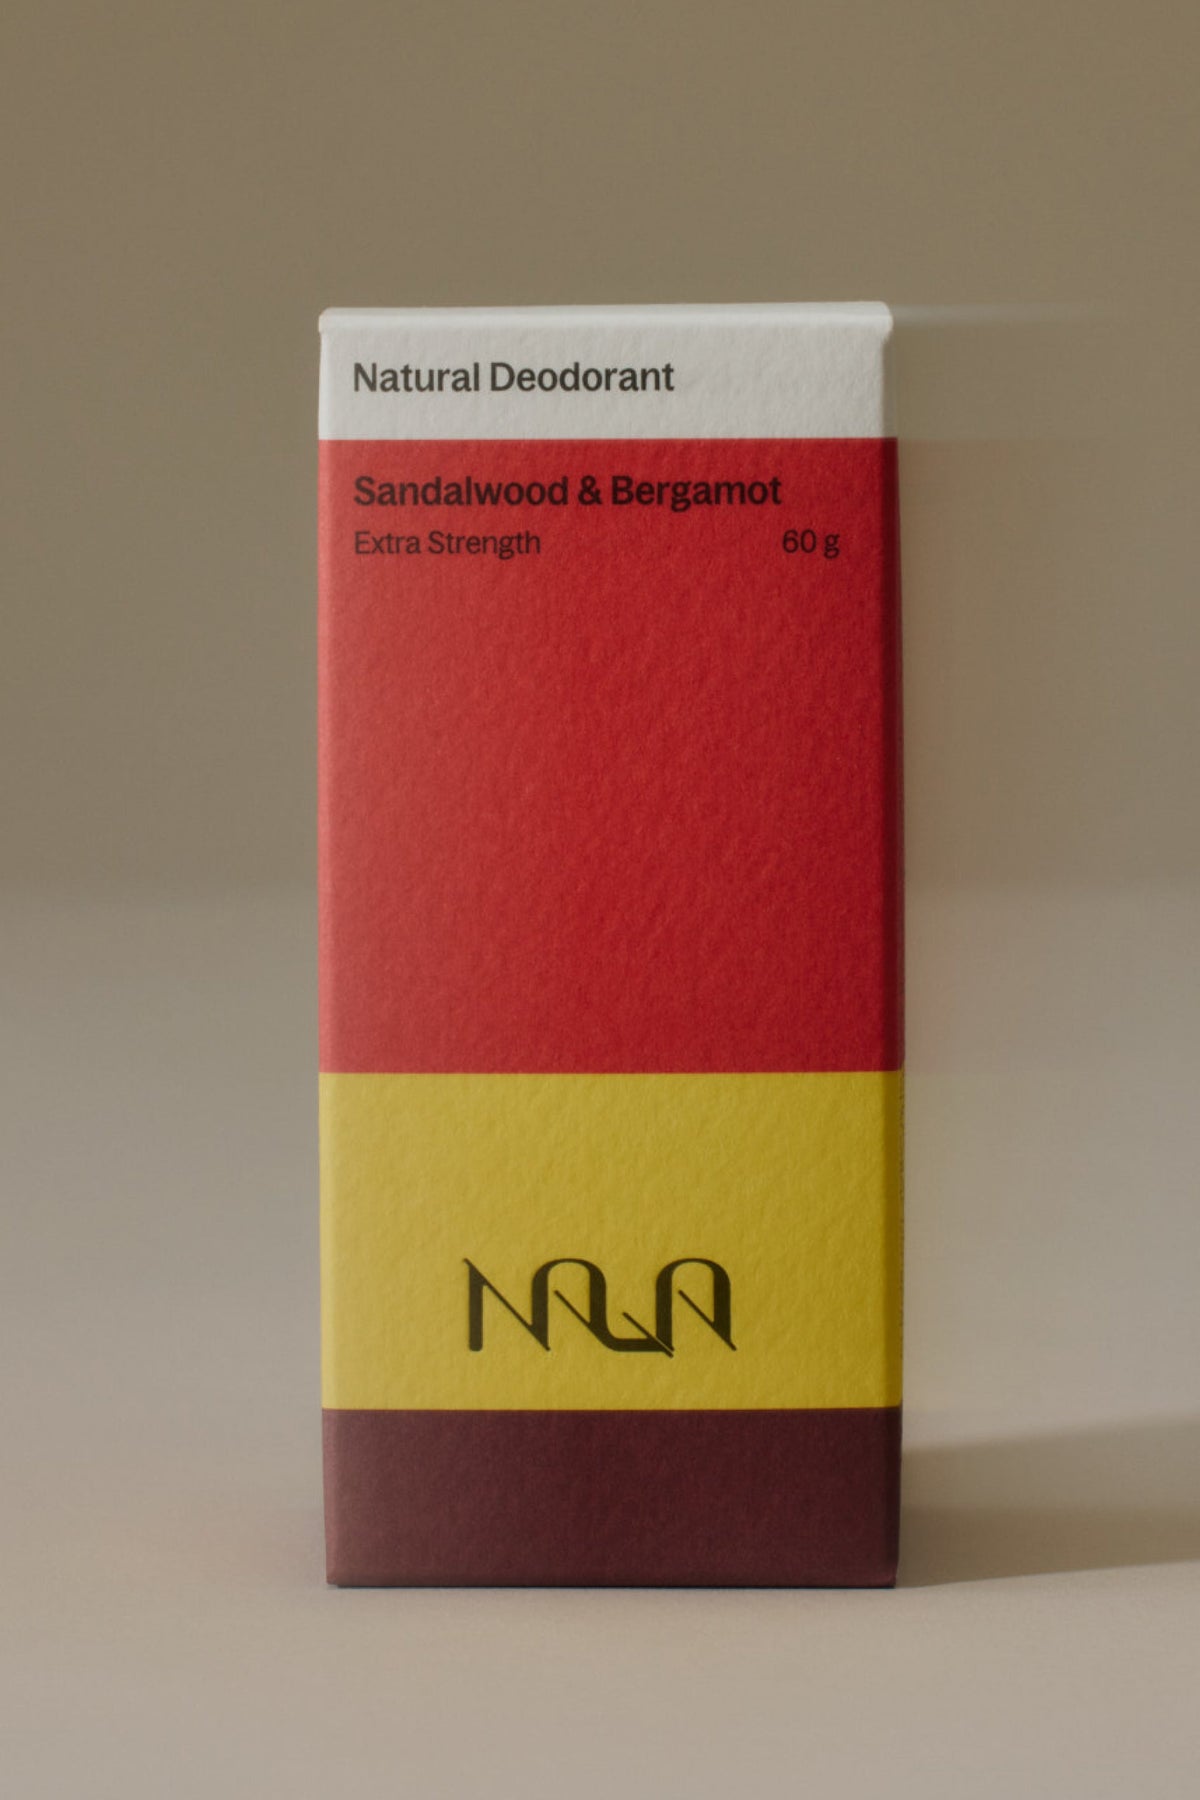 Natural Deodorant
Sandalwood & Bergamot
Extra Strength 60 g
NALA